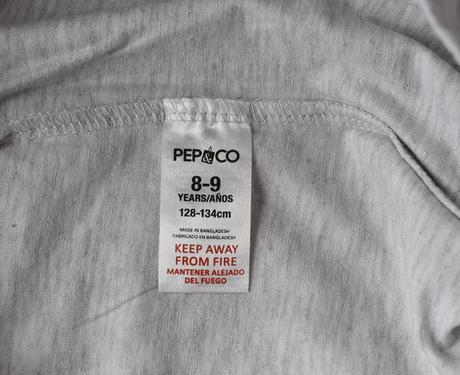 PEP&CO
8-9
YEARS/AÑOS
128-134cm
MADE IN BANGLADESH
FABRICADO EN BANGLADESH
KEEP AWAY
FROM FIRE
MANTENER ALEJADO
DEL FUEGO